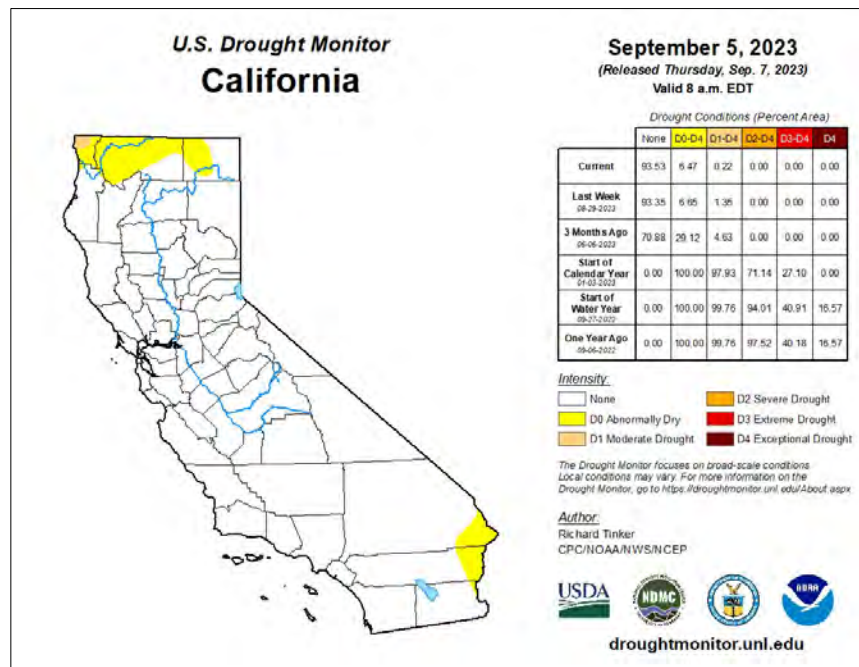 U.S. Drought Monitor
California
September 5, 2023
(Released Thursday, Sep. 7, 2023)
Valid 8 a.m. EDT
Drought Conditions (Percent Area)
None D0-D4 D1-D4 D2-D4 D3-D4 D4
Current 93.53 6.47 0.22 0.00 0.00 0.00
Last Week 93.35 6.65 1.35 0.00 0.00 0.00
08-29-2023
3 Months Ago 70.88 29.12 4.63 0.00 0.00 0.00
06-06-2023
Start of
Calendar Year 0.00 100.00 97.93 71.14 27.10 0.00
01-03-2023
Start of
Water Year 0.00 100.00 99.76 94.01 40.91 16.57
09-27-2022
One Year Ago 0.00 100.00 99.76 97.52 40.18 16.57
09-06-2022
Intensity:
None
D0 Abnormally Dry
D1 Moderate Drought
D2 Severe Drought
D3 Extreme Drought
D4 Exceptional Drought
The Drought Monitor focuses on broad-scale conditions.
Local conditions may vary. For more information on the
Drought Monitor, go to https://droughtmonitor.unl.edu/About.aspx
Author:
Richard Tinker
CPC/NOAA/NWS/NCEP
USDA
NDMC
NOAA
droughtmonitor.unl.edu